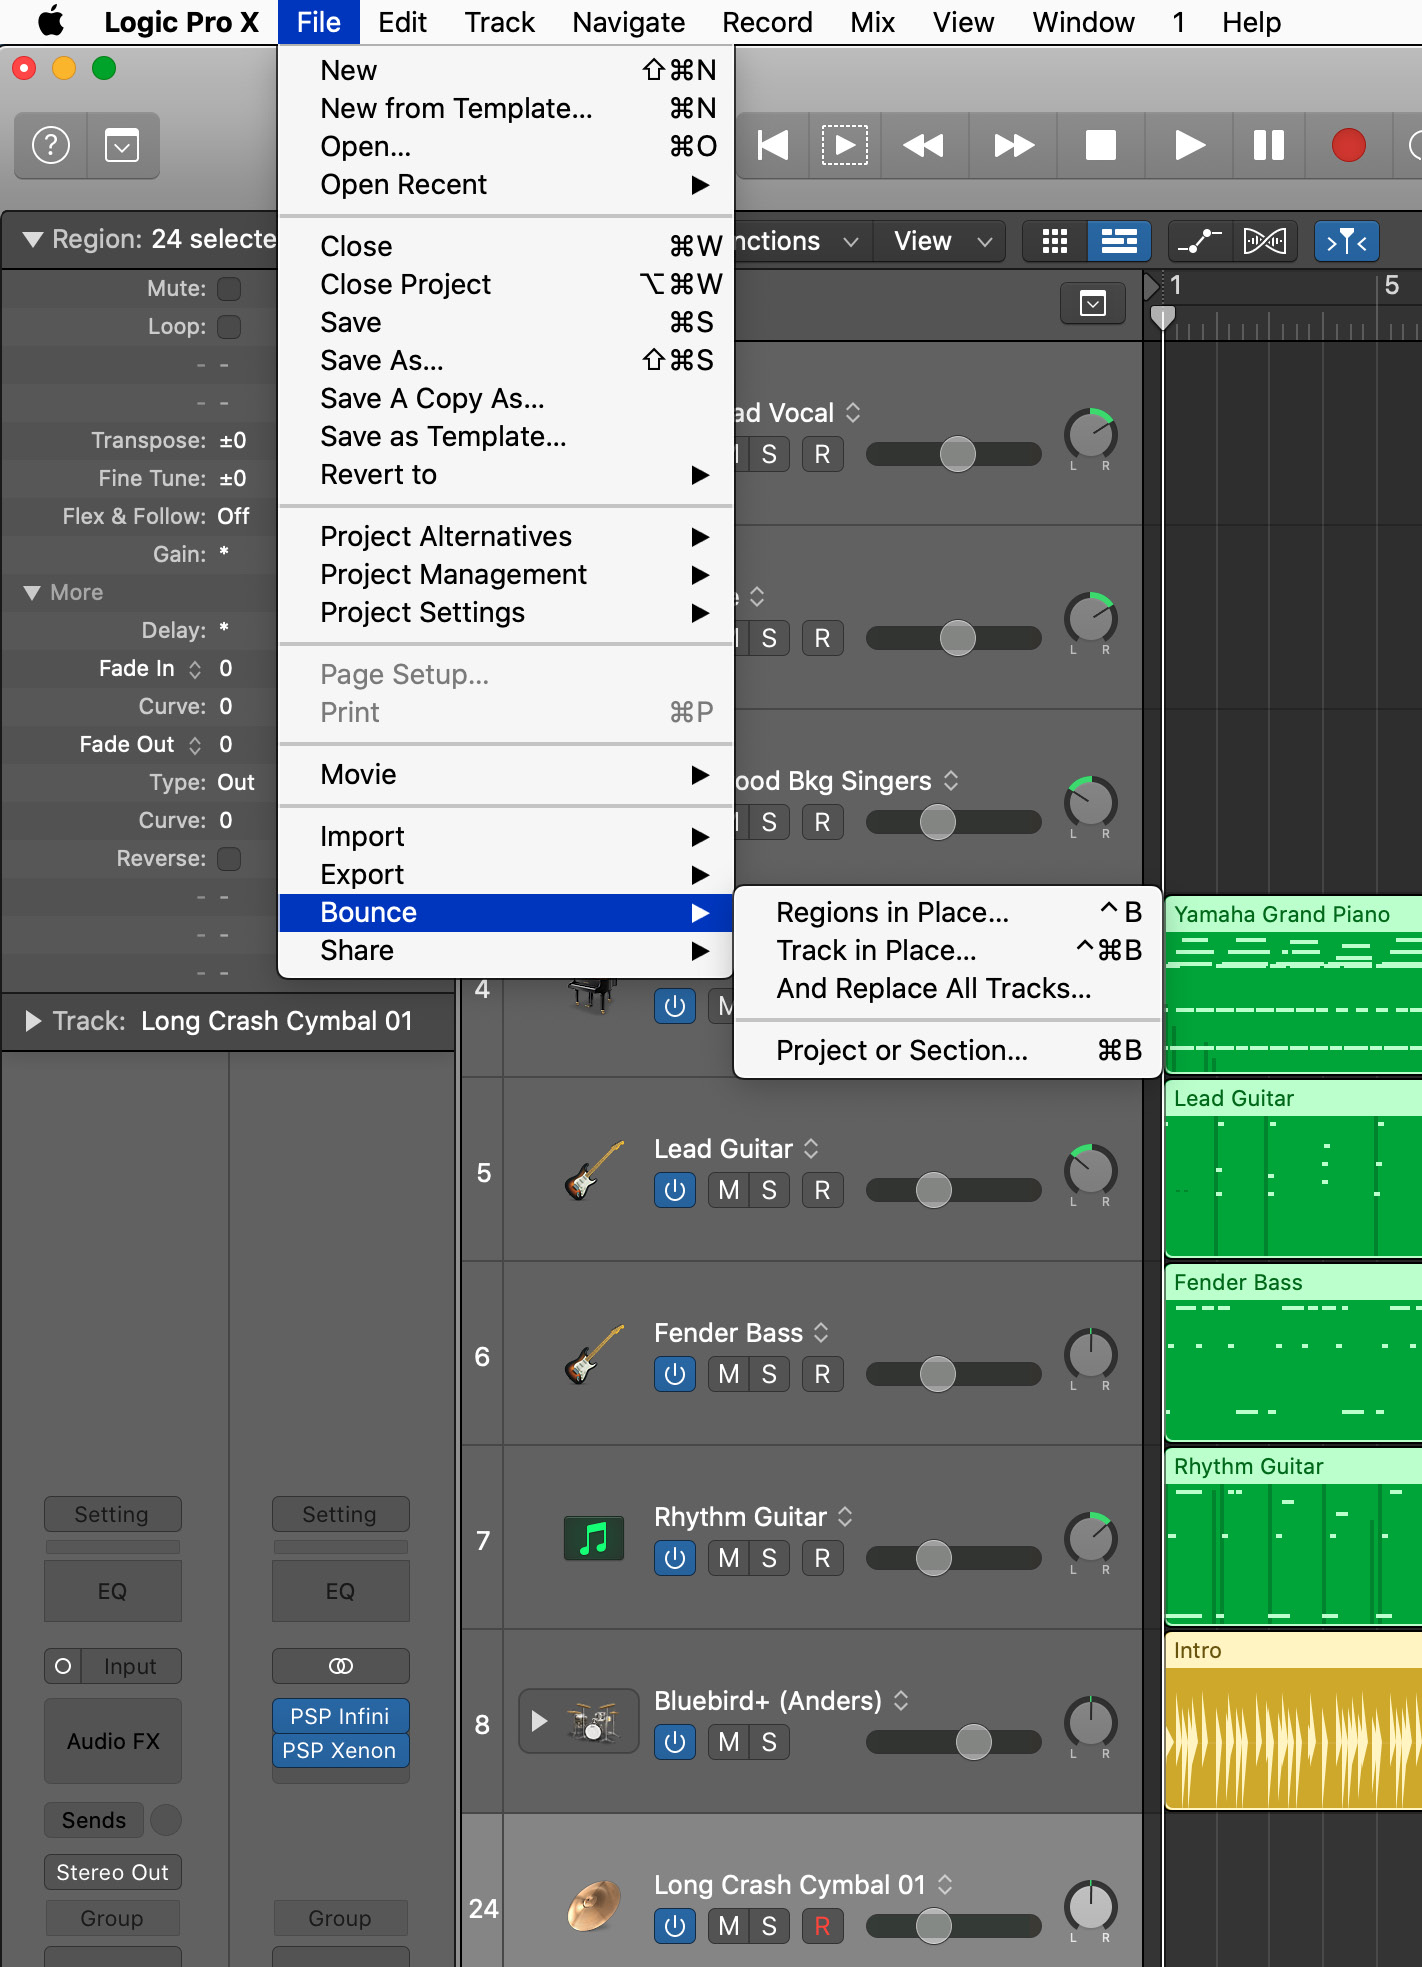 Logic Pro X File Edit Track Navigate Record Mix View Window 1 Help
New ⇧⌘N
New from Template... ⌘N
Open... ⌘O
Open Recent ▶
Close ⌘W
Close Project ⌥⌘W
Save ⌘S
Save As... ⇧⌘S
Save A Copy As...
Save as Template...
Revert to ▶
Project Alternatives ▶
Project Management ▶
Project Settings ▶
Page Setup...
Print ⌘P
Movie ▶
Import ▶
Export ▶
Bounce ▶
Share ▶
Regions in Place... ^B
Track in Place... ^⌘B
And Replace All Tracks...
Project or Section... ⌘B
Region: 24 selecte
Mute:
Loop:
- -
- -
Transpose: ±0
Fine Tune: ±0
Flex & Follow: Off
Gain: *
More
Delay: *
Fade In 0
Curve: 0
Fade Out 0
Type: Out
Curve: 0
Reverse:
- -
- -
- -
Track: Long Crash Cymbal 01
Setting Setting
EQ EQ
Input
Audio FX
PSP Infini
PSP Xenon
Sends
Stereo Out
Group Group
nctions View
1 5
ad Vocal
S R L R
e
S R L R
ood Bkg Singers
S R L R
4
M
5 Lead Guitar
M S R L R
6 Fender Bass
M S R L R
7 Rhythm Guitar
M S R L R
8 Bluebird+ (Anders)
M S L R
24 Long Crash Cymbal 01
M S R L R
Yamaha Grand Piano
Lead Guitar
Fender Bass
Rhythm Guitar
Intro